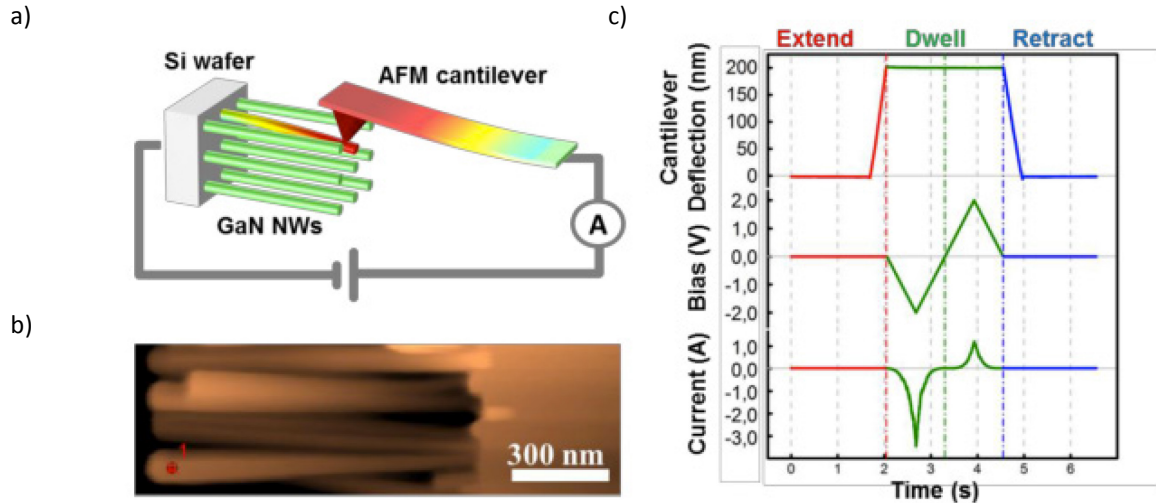 a)
Si wafer
AFM cantilever
GaN NWs
A
b)
1
300 nm
c)
Extend Dwell Retract
Cantilever
Deflection (nm)
200
150
100
50
0
Bias (V)
2,0
1,0
0,0
-1,0
-2,0
Current (A)
1,0
0,0
-1,0
-2,0
-3,0
0 1 2 3 4 5 6
Time (s)